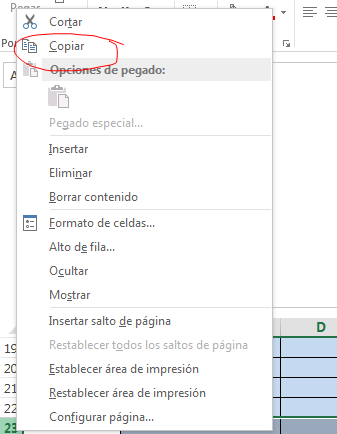 Pegar
Cortar
Copiar
Opciones de pegado:
Pegado especial...
Insertar
Eliminar
Borrar contenido
Formato de celdas...
Alto de fila...
Ocultar
Mostrar
Insertar salto de página
Restablecer todos los saltos de página
Establecer área de impresión
Restablecer área de impresión
Configurar página...
A
D
19
20
21
22
23